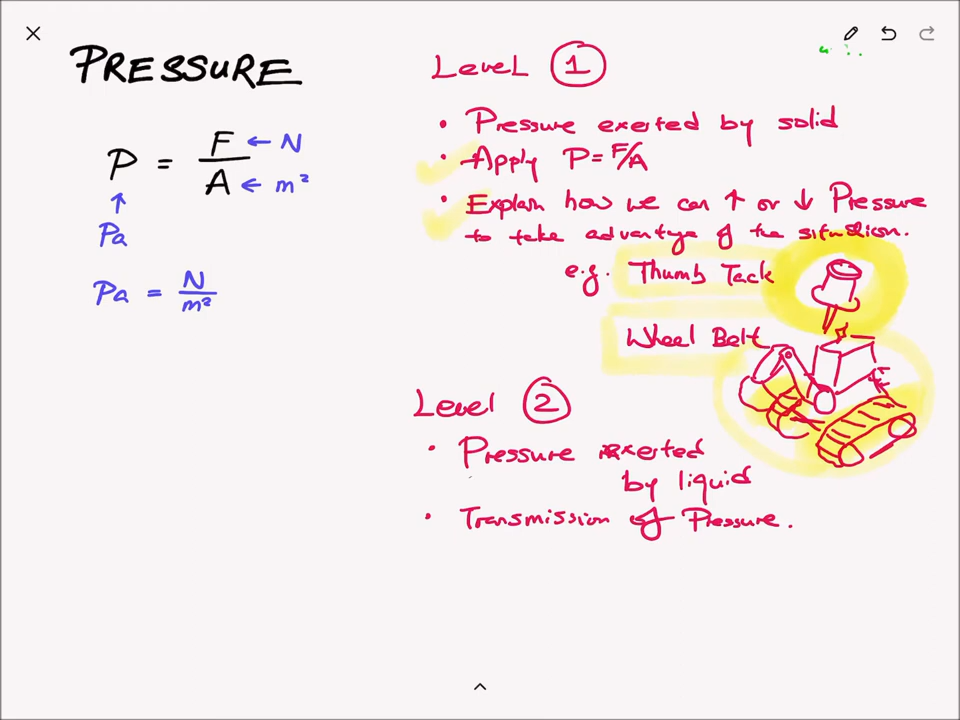 PRESSURE
P = F/A ← N
← m²
↑
Pa
Pa = N/m²
Level 1
• Pressure exerted by solid
• Apply P = F/A
• Explain how we can ↑ or ↓ Pressure
to take advantage of the situation.
e.g. Thumb Tack
Wheel Belt
Level 2
• Pressure exerted
by liquid
• Transmission of Pressure.